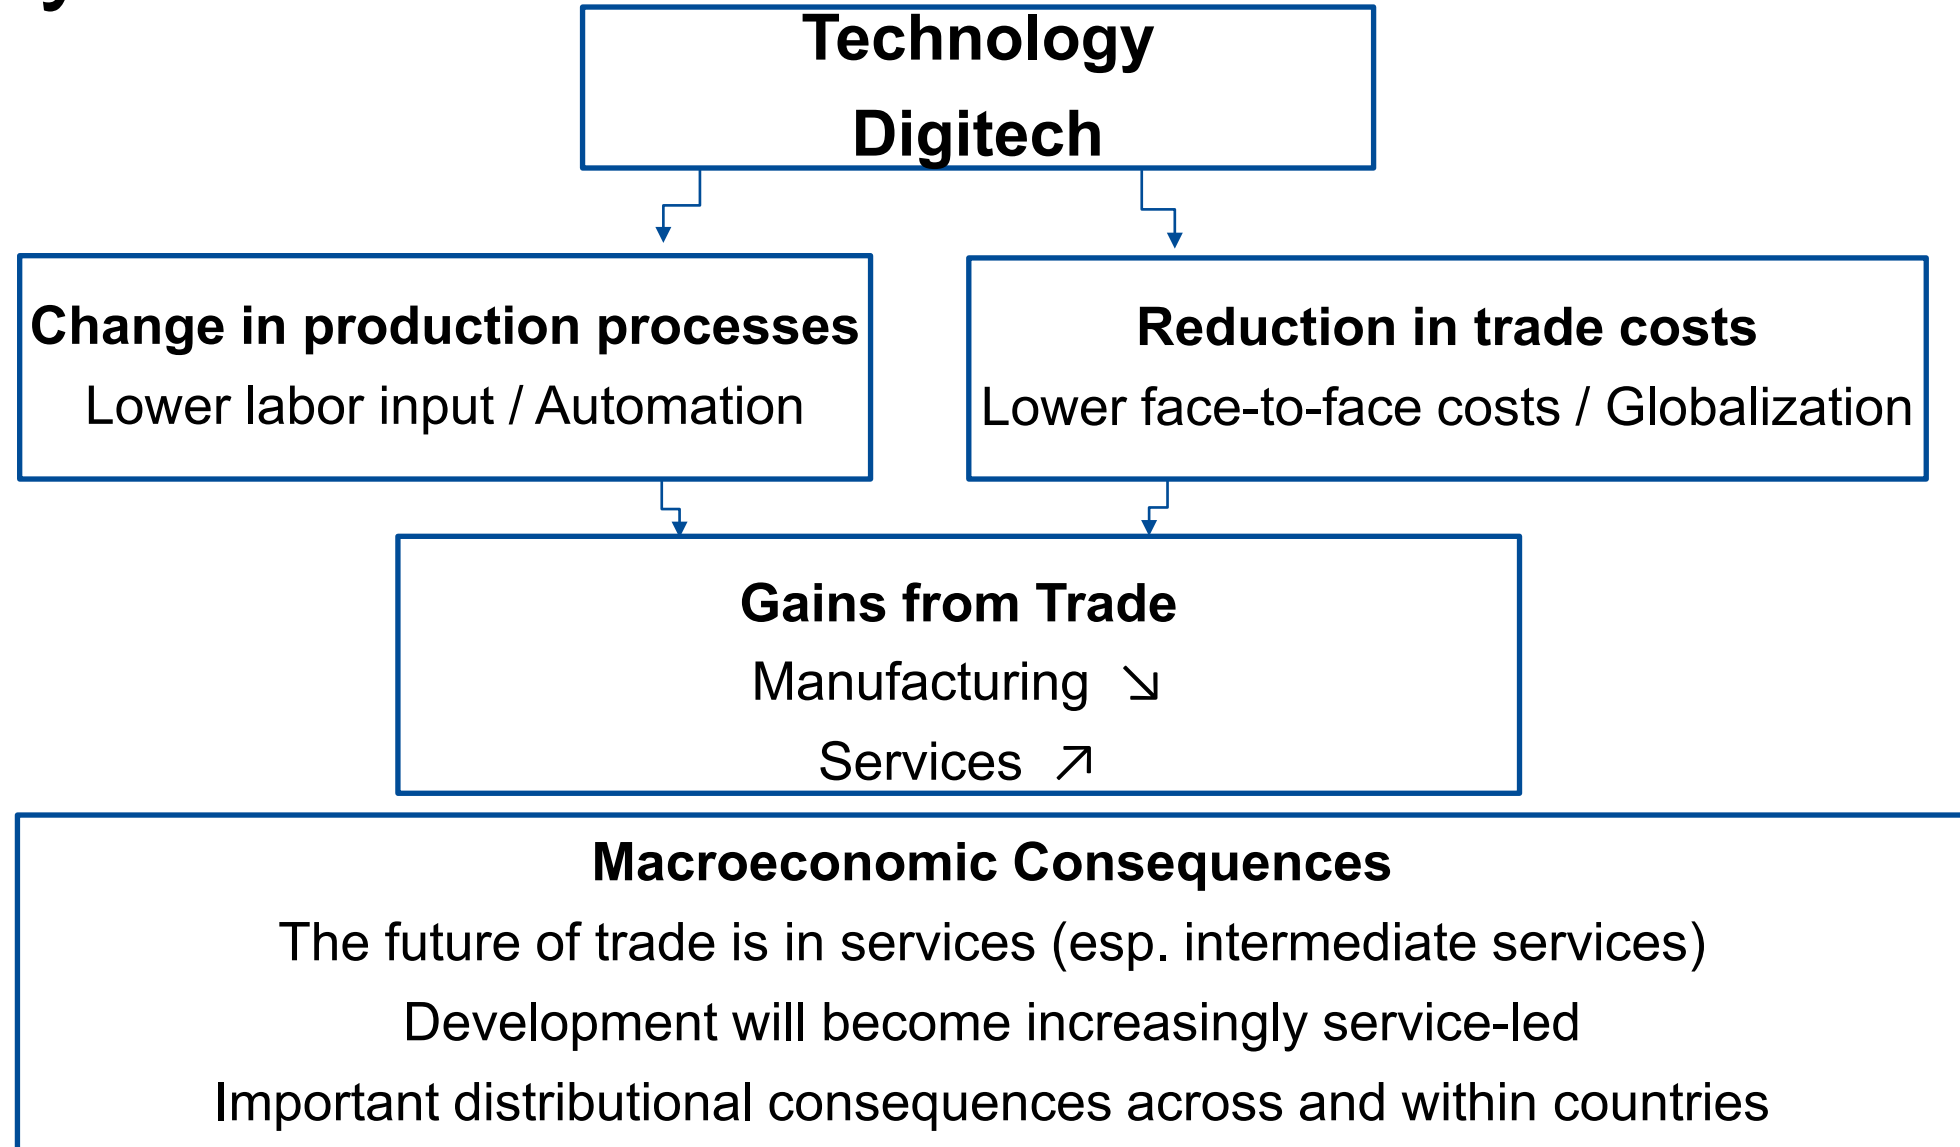 Technology
Digitech
Change in production processes
Lower labor input / Automation
Reduction in trade costs
Lower face-to-face costs / Globalization
Gains from Trade
Manufacturing ↘
Services ↗
Macroeconomic Consequences
The future of trade is in services (esp. intermediate services)
Development will become increasingly service-led
Important distributional consequences across and within countries